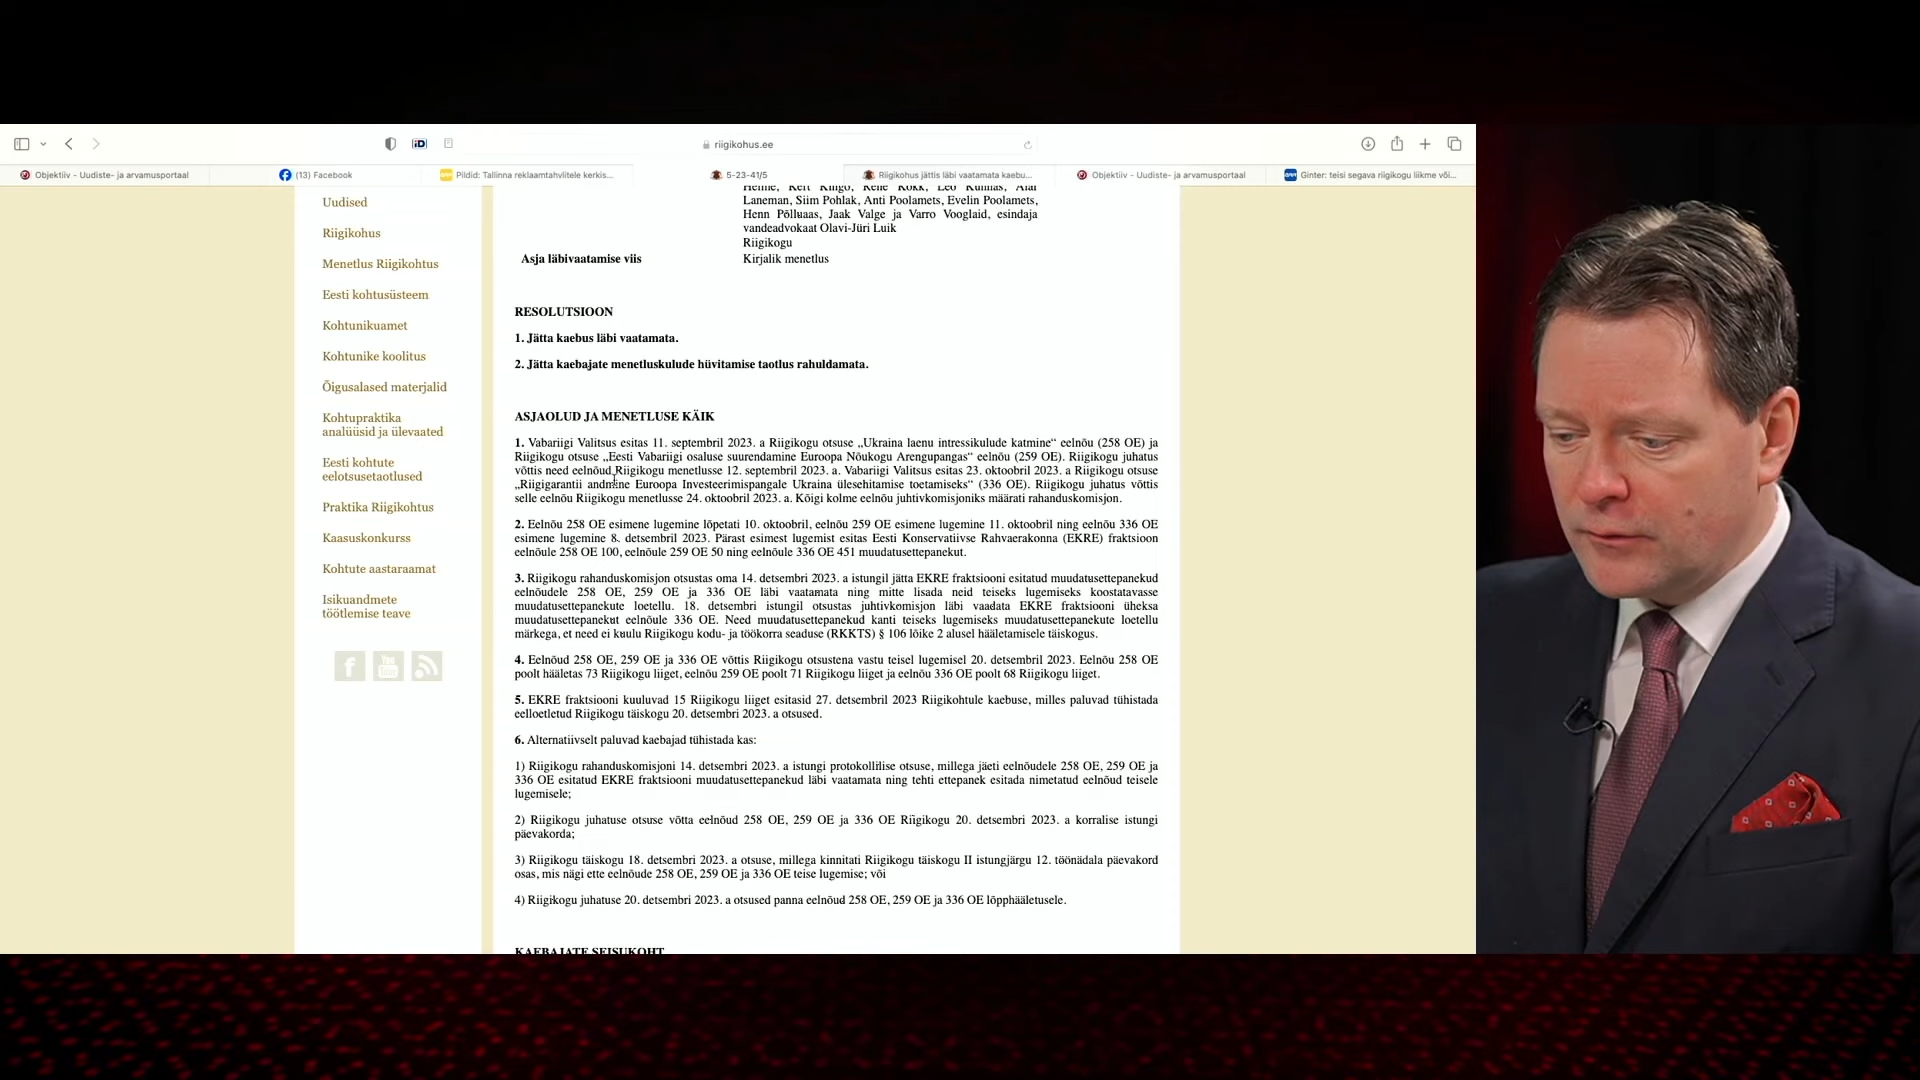 riigikohus.ee
Objektiiv - Uudiste- ja arvamusportaal
(13) Facebook
Pildid: Tallinna reklaamtahvlitele kerkis...
5-23-41/5
Riigikohus jättis läbi vaatamata kaebu...
Objektiiv - Uudiste- ja arvamusportaal
Ginter: teisi segava riigikogu liikme või...
Uudised
Riigikohus
Menetlus Riigikohtus
Eesti kohtusüsteem
Kohtunikuamet
Kohtunike koolitus
Õigusalased materjalid
Kohtupraktika
analüüsid ja ülevaated
Eesti kohtute
eelotsusetaotlused
Praktika Riigikohtus
Kaasuskonkurss
Kohtute aastaraamat
Isikuandmete
töötlemise teave
Henne, Kert Kingo, Rene Kokk, Leo Kunnas, Alar
Laneman, Siim Pohlak, Anti Poolamets, Evelin Poolamets,
Henn Põlluaas, Jaak Valge ja Varro Vooglaid, esindaja
vandeadvokaat Olavi-Jüri Luik
Riigikogu
Asja läbivaatamise viis Kirjalik menetlus
RESOLUTSIOON
1. Jätta kaebus läbi vaatamata.
2. Jätta kaebajate menetluskulude hüvitamise taotlus rahuldamata.
ASJAOLUD JA MENETLUSE KÄIK
1. Vabariigi Valitsus esitas 11. septembril 2023. a Riigikogu otsuse „Ukraina laenu intressikulude katmine“ eelnõu (258 OE) ja
Riigikogu otsuse „Eesti Vabariigi osaluse suurendamine Euroopa Nõukogu Arengupangas“ eelnõu (259 OE). Riigikogu juhatus
võttis need eelnõud Riigikogu menetlusse 12. septembril 2023. a. Vabariigi Valitsus esitas 23. oktoobril 2023. a Riigikogu otsuse
„Riigigarantii andmine Euroopa Investeerimispangale Ukraina ülesehitamise toetamiseks“ (336 OE). Riigikogu juhatus võttis
selle eelnõu Riigikogu menetlusse 24. oktoobril 2023. a. Kõigi kolme eelnõu juhtivkomisjoniks määrati rahanduskomisjon.
2. Eelnõu 258 OE esimene lugemine lõpetati 10. oktoobril, eelnõu 259 OE esimene lugemine 11. oktoobril ning eelnõu 336 OE
esimene lugemine 8. detsembril 2023. Pärast esimest lugemist esitas Eesti Konservatiivse Rahvaerakonna (EKRE) fraktsioon
eelnõule 258 OE 100, eelnõule 259 OE 50 ning eelnõule 336 OE 451 muudatusettepanekut.
3. Riigikogu rahanduskomisjon otsustas oma 14. detsembri 2023. a istungil jätta EKRE fraktsiooni esitatud muudatusettepanekud
eelnõudele 258 OE, 259 OE ja 336 OE läbi vaatamata ning mitte lisada neid teiseks lugemiseks koostatavasse
muudatusettepanekute loetellu. 18. detsembri istungil otsustas juhtivkomisjon läbi vaadata EKRE fraktsiooni üheksa
muudatusettepanekut eelnõule 336 OE. Need muudatusettepanekud kanti teiseks lugemiseks muudatusettepanekute loetellu
märkega, et need ei kuulu Riigikogu kodu- ja töökorra seaduse (RKKTS) § 106 lõike 2 alusel hääletamisele täiskogus.
4. Eelnõud 258 OE, 259 OE ja 336 OE võttis Riigikogu otsustena vastu teisel lugemisel 20. detsembril 2023. Eelnõu 258 OE
poolt hääletas 73 Riigikogu liiget, eelnõu 259 OE poolt 71 Riigikogu liiget ja eelnõu 336 OE poolt 68 Riigikogu liiget.
5. EKRE fraktsiooni kuuluvad 15 Riigikogu liiget esitasid 27. detsembril 2023 Riigikohtule kaebuse, milles paluvad tühistada
eelloetletud Riigikogu täiskogu 20. detsembri 2023. a otsused.
6. Alternatiivselt paluvad kaebajad tühistada kas:
1) Riigikogu rahanduskomisjoni 14. detsembri 2023. a istungi protokollilise otsuse, millega jäeti eelnõudele 258 OE, 259 OE ja
336 OE esitatud EKRE fraktsiooni muudatusettepanekud läbi vaatamata ning tehti ettepanek esitada nimetatud eelnõud teisele
lugemisele;
2) Riigikogu juhatuse otsuse võtta eelnõud 258 OE, 259 OE ja 336 OE Riigikogu 20. detsembri 2023. a korralise istungi
päevakorda;
3) Riigikogu täiskogu 18. detsembri 2023. a otsuse, millega kinnitati Riigikogu täiskogu II istungjärgu 12. töönädala päevakord
osas, mis nägi ette eelnõude 258 OE, 259 OE ja 336 OE teise lugemise; või
4) Riigikogu juhatuse 20. detsembri 2023. a otsused panna eelnõud 258 OE, 259 OE ja 336 OE lõpphääletusele.
KAEBAJATE SEISUKOHT